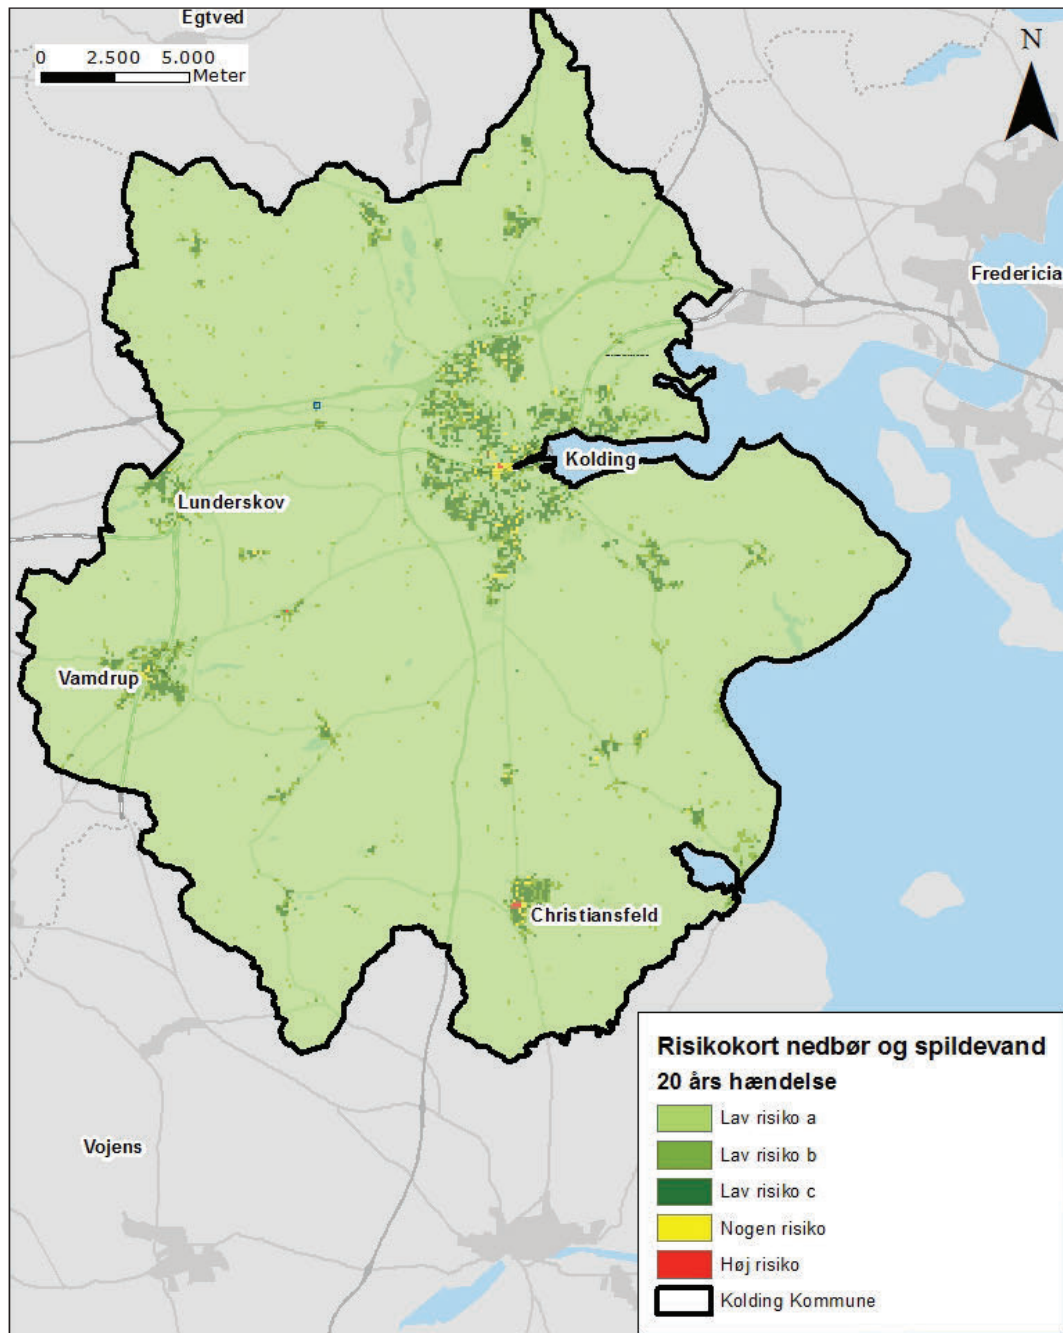 Egtved
0 2.500 5.000
Meter
N
Fredericia
Kolding
Lunderskov
Vamdrup
Christiansfeld
Vojens
Risikokort nedbør og spildevand
20 års hændelse
Lav risiko a
Lav risiko b
Lav risiko c
Nogen risiko
Høj risiko
Kolding Kommune